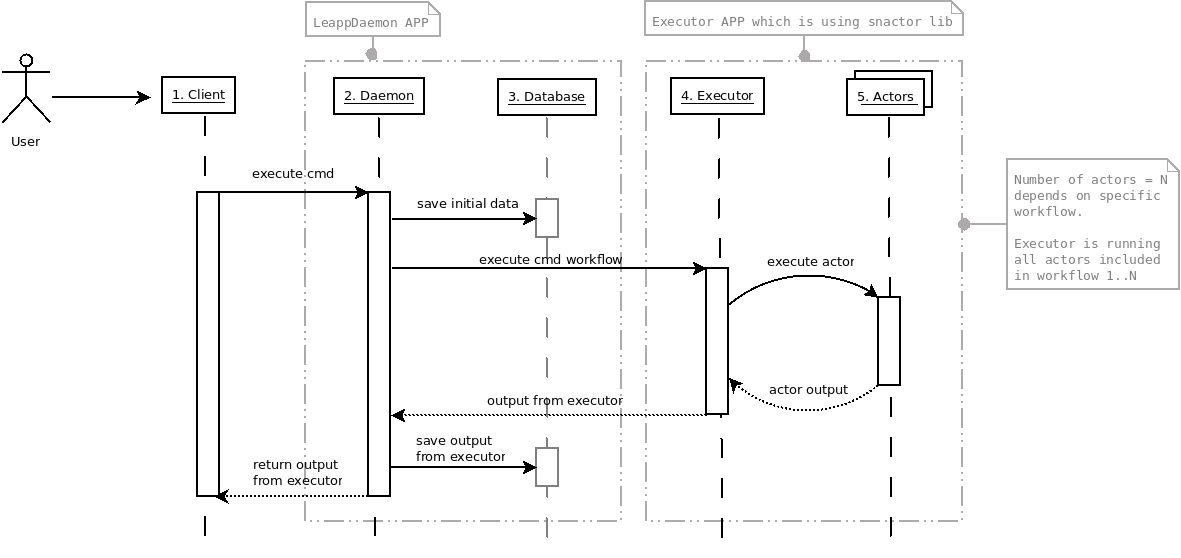 LeappDaemon APP
Executor APP which is using snactor lib
User
1. Client
2. Daemon
3. Database
4. Executor
5. Actors
Number of actors = N
depends on specific
workflow.
Executor is running
all actors included
in workflow 1..N
execute cmd
save initial data
execute cmd workflow
execute actor
actor output
output from executor
save output
from executor
return output
from executor